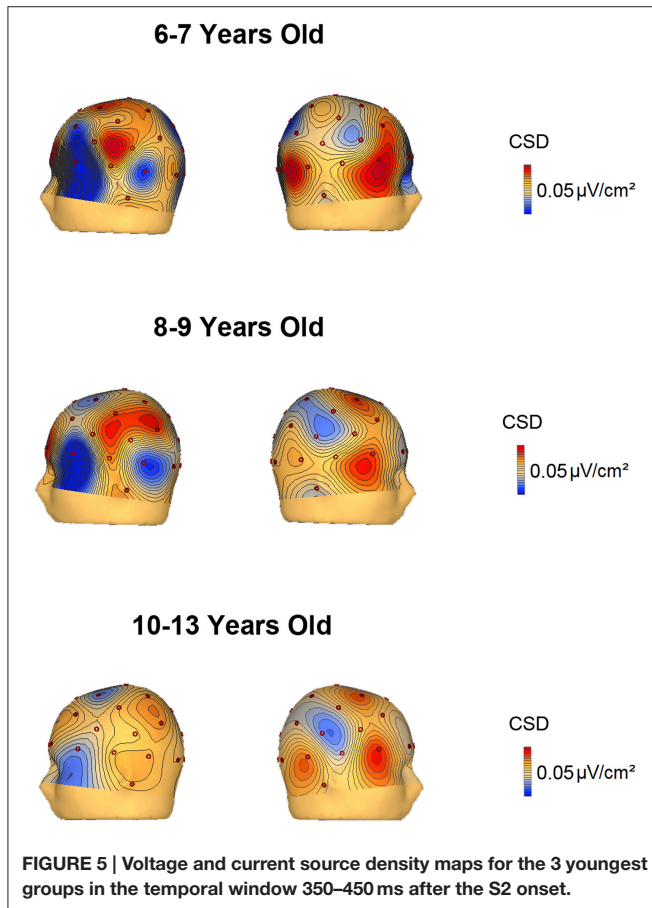 6-7 Years Old
CSD
0.05 µV/cm²
8-9 Years Old
CSD
0.05 µV/cm²
10-13 Years Old
CSD
0.05 µV/cm²
FIGURE 5 | Voltage and current source density maps for the 3 youngest
groups in the temporal window 350–450 ms after the S2 onset.